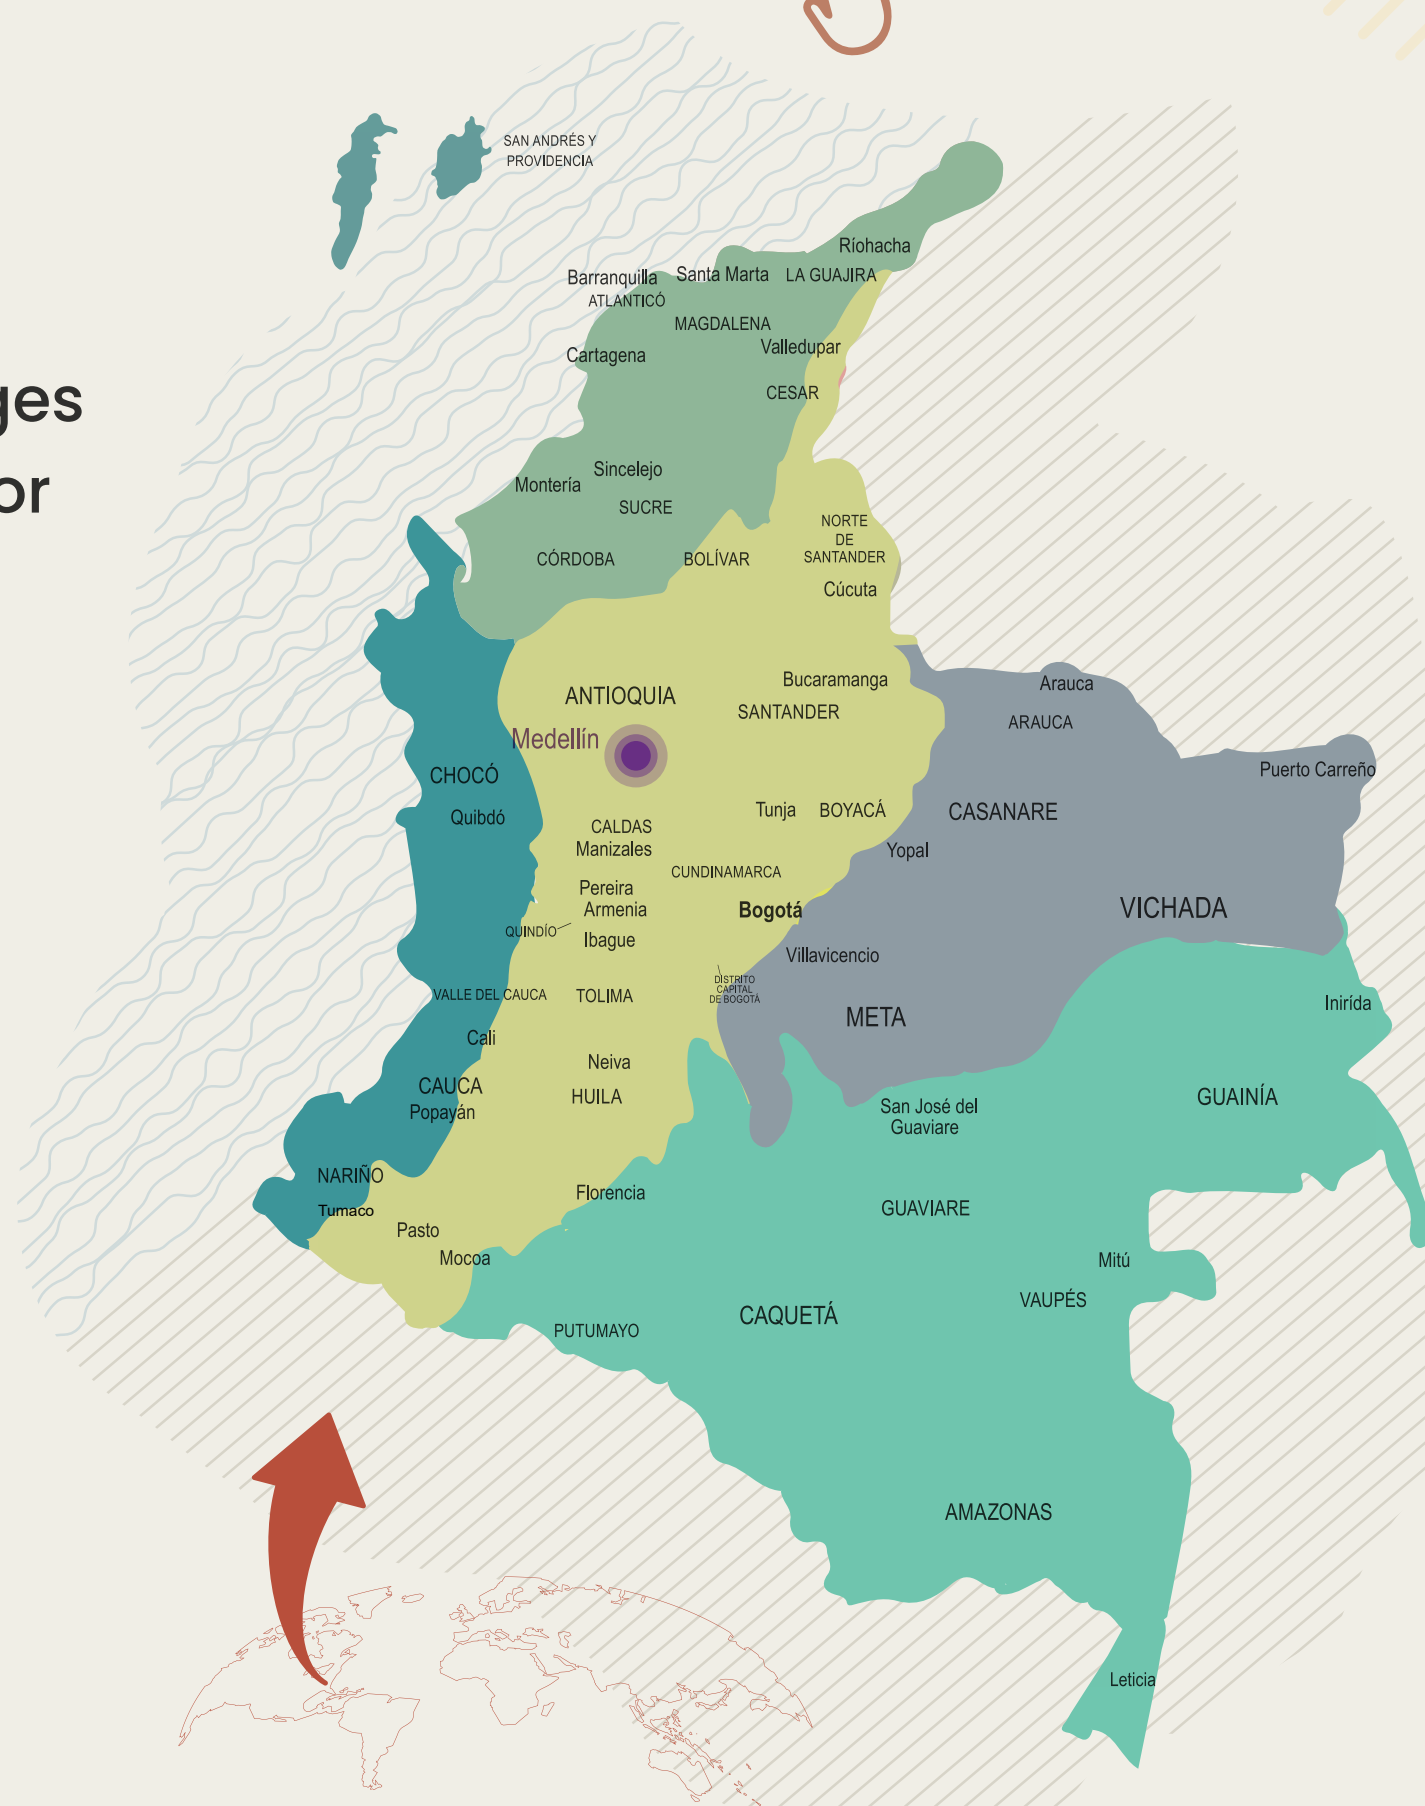 SAN ANDRÉS Y
PROVIDENCIA
Ríohacha
Barranquilla
Santa Marta
LA GUAJIRA
ATLANTICÓ
MAGDALENA
Valledupar
Cartagena
CESAR
ges
or
Sincelejo
Montería
SUCRE
NORTE
DE
SANTANDER
CÓRDOBA
BOLÍVAR
Cúcuta
Bucaramanga
Arauca
ANTIOQUIA
SANTANDER
ARAUCA
Medellín
Puerto Carreño
CHOCÓ
Tunja
BOYACÁ
CASANARE
Quibdó
CALDAS
Manizales
Yopal
CUNDINAMARCA
Pereira
Armenia
Bogotá
VICHADA
QUINDÍO
Ibague
Villavicencio
DISTRITO
CAPITAL
DE BOGOTÁ
VALLE DEL CAUCA
TOLIMA
Inirída
META
Cali
Neiva
CAUCA
HUILA
GUAINÍA
Popayán
San José del
Guaviare
NARIÑO
Florencia
Tumaco
GUAVIARE
Pasto
Mocoa
Mitú
VAUPÉS
CAQUETÁ
PUTUMAYO
AMAZONAS
Leticia